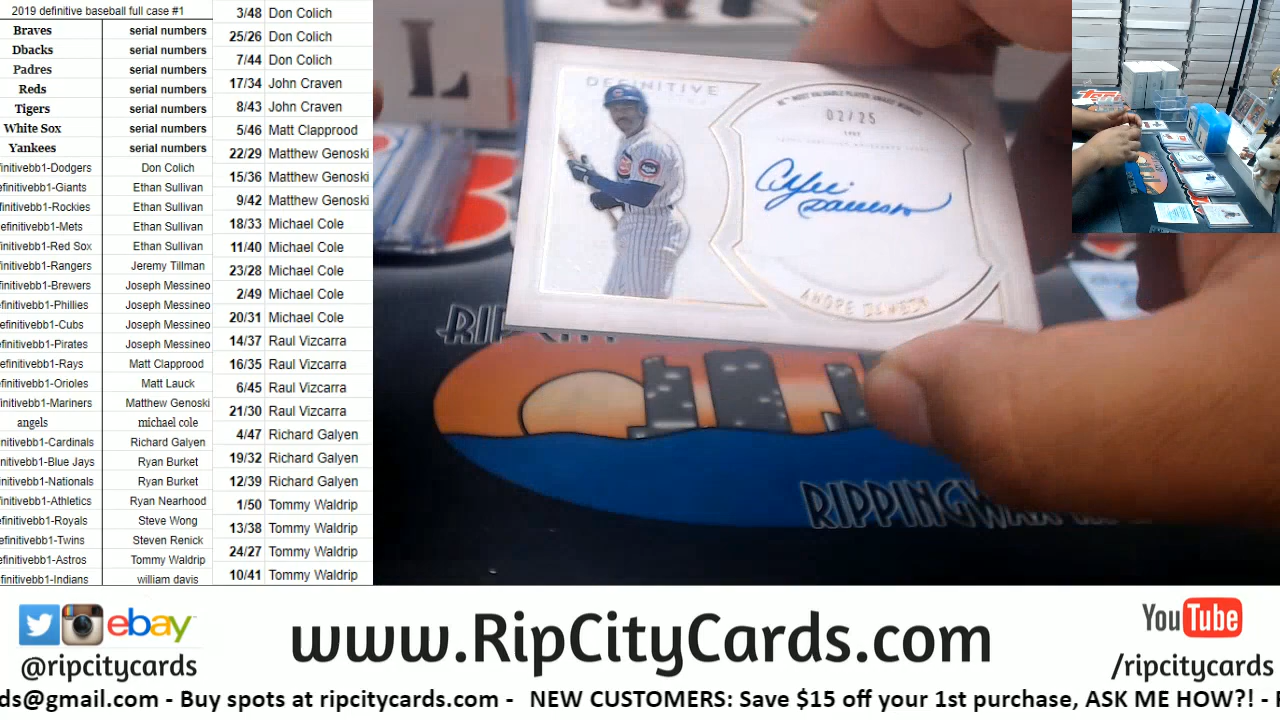 2019 definitive baseball full case #1
Braves serial numbers
Dbacks serial numbers
Padres serial numbers
Reds serial numbers
Tigers serial numbers
White Sox serial numbers
Yankees serial numbers
finitivebb1-Dodgers Don Colich
efinitivebb1-Giants Ethan Sullivan
efinitivebb1-Rockies Ethan Sullivan
efinitivebb1-Mets Ethan Sullivan
finitivebb1-Red Sox Ethan Sullivan
finitivebb1-Rangers Jeremy Tillman
finitivebb1-Brewers Joseph Messineo
finitivebb1-Phillies Joseph Messineo
efinitivebb1-Cubs Joseph Messineo
finitivebb1-Pirates Joseph Messineo
efinitivebb1-Rays Matt Clapprood
finitivebb1-Orioles Matt Lauck
finitivebb1-Mariners Matthew Genoski
angels michael cole
nitivebb1-Cardinals Richard Galyen
nitivebb1-Blue Jays Ryan Burket
nitivebb1-Nationals Ryan Burket
finitivebb1-Athletics Ryan Nearhood
efinitivebb1-Royals Steve Wong
efinitivebb1-Twins Steven Renick
efinitivebb1-Astros Tommy Waldrip
finitivebb1-Indians william davis
3/48 Don Colich
25/26 Don Colich
7/44 Don Colich
17/34 John Craven
8/43 John Craven
5/46 Matt Clapprood
22/29 Matthew Genoski
15/36 Matthew Genoski
9/42 Matthew Genoski
18/33 Michael Cole
11/40 Michael Cole
23/28 Michael Cole
2/49 Michael Cole
20/31 Michael Cole
14/37 Raul Vizcarra
16/35 Raul Vizcarra
6/45 Raul Vizcarra
21/30 Raul Vizcarra
4/47 Richard Galyen
19/32 Richard Galyen
12/39 Richard Galyen
1/50 Tommy Waldrip
13/38 Tommy Waldrip
24/27 Tommy Waldrip
10/41 Tommy Waldrip
DEFINITIVE
MOST VALUABLE PLAYER AWARD
02/25
Andre Dawson
ANDRE DAWSON
RIPPINGWAX
ebay
@ripcitycards
www.RipCityCards.com
YouTube
/ripcitycards
ds@gmail.com - Buy spots at ripcitycards.com - NEW CUSTOMERS: Save $15 off your 1st purchase, ASK ME HOW?! -